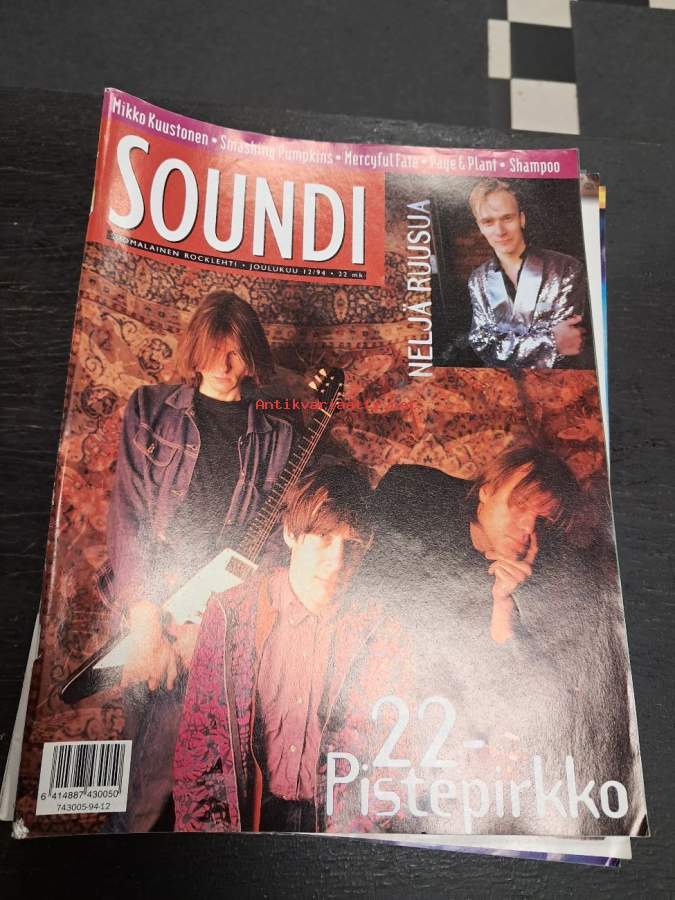 Mikko Kuustonen • Smashing Pumpkins • Mercyful Fate • Page & Plant • Shampoo
SOUNDI
SUOMALAINEN ROCKLEHTI • JOULUKUU 12/94 • 22 mk
NELJÄ RUUSUA
22-
Pistepirkko
6 414887 430050
743005-94-12